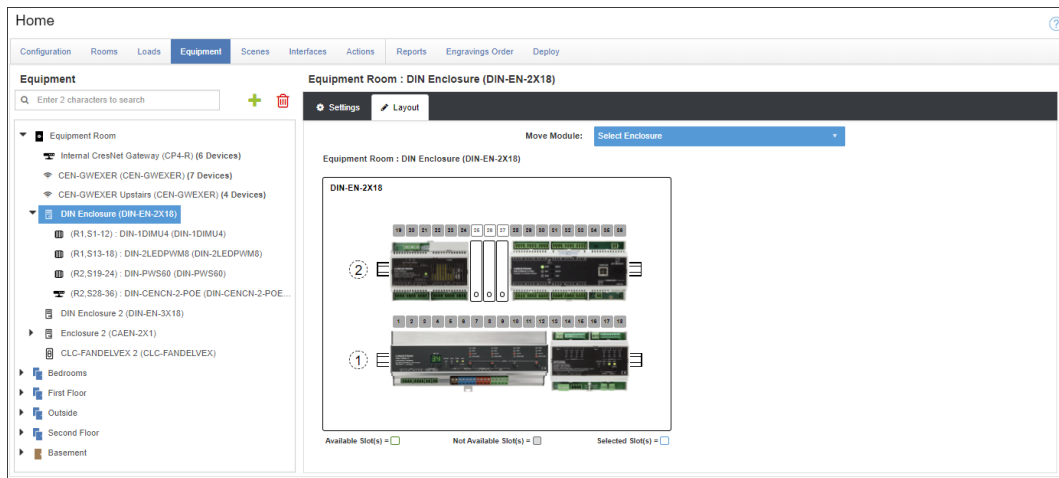 Home
?
Configuration Rooms Loads Equipment Scenes Interfaces Actions Reports Engravings Order Deploy
Equipment
Enter 2 characters to search
Equipment Room
Internal CresNet Gateway (CP4-R) (6 Devices)
CEN-GWEXER (CEN-GWEXER) (7 Devices)
CEN-GWEXER Upstairs (CEN-GWEXER) (4 Devices)
DIN Enclosure (DIN-EN-2X18)
(R1,S1-12) : DIN-1DIMU4 (DIN-1DIMU4)
(R1,S13-18) : DIN-2LEDPWM8 (DIN-2LEDPWM8)
(R2,S19-24) : DIN-PWS60 (DIN-PWS60)
(R2,S28-36) : DIN-CENCN-2-POE (DIN-CENCN-2-POE...
DIN Enclosure 2 (DIN-EN-3X18)
Enclosure 2 (CAEN-2X1)
CLC-FANDELVEX 2 (CLC-FANDELVEX)
Bedrooms
First Floor
Outside
Second Floor
Basement
Equipment Room : DIN Enclosure (DIN-EN-2X18)
Settings Layout
Move Module: Select Enclosure
Equipment Room : DIN Enclosure (DIN-EN-2X18)
DIN-EN-2X18
19 20 21 22 23 24 25 26 27 28 29 30 31 32 33 34 35 36
2
1 2 3 4 5 6 7 8 9 10 11 12 13 14 15 16 17 18
1
Available Slot(s) = Not Available Slot(s) = Selected Slot(s) =